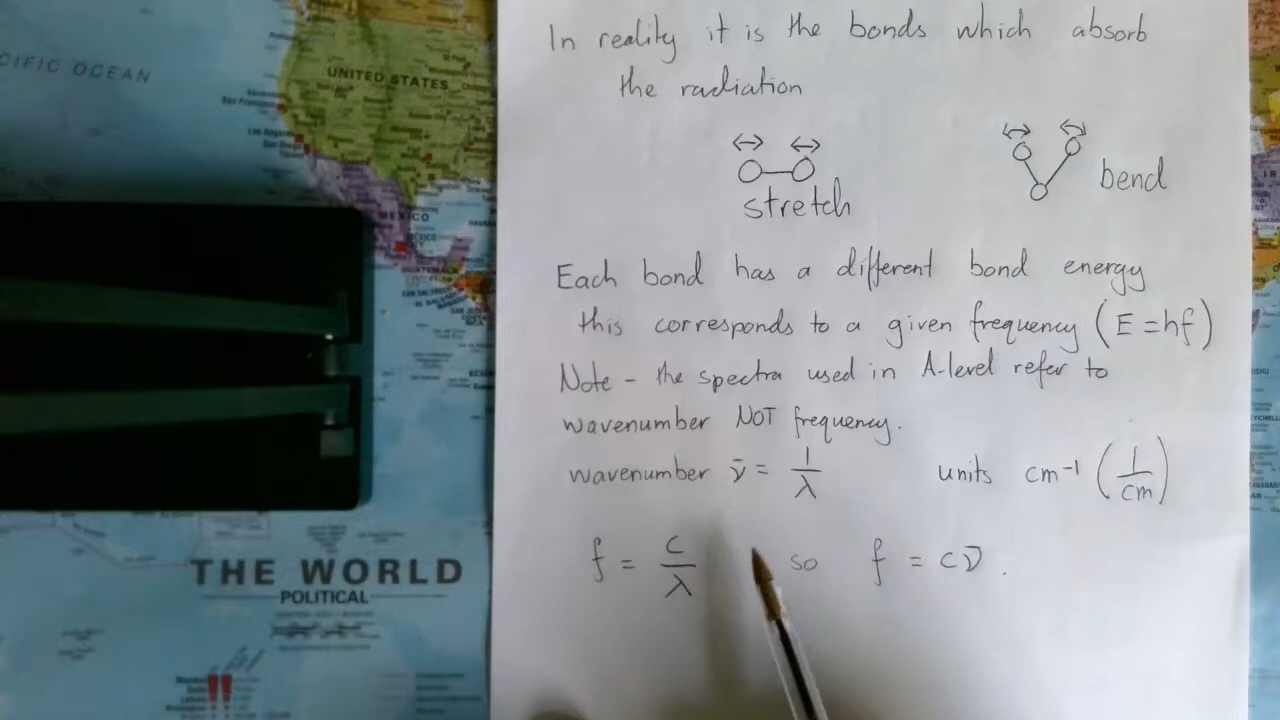 In reality it is the bonds which absorb
the radiation
stretch
bend
Each bond has a different bond energy
this corresponds to a given frequency (E=hf)
Note - the spectra used in A-level refer to
wavenumber NOT frequency.
wavenumber ν̄ = 1/λ units cm⁻¹ (1/cm)
f = c/λ so f = cν̄.
CIFIC OCEAN
UNITED STATES
MEXICO
THE WORLD
POLITICAL